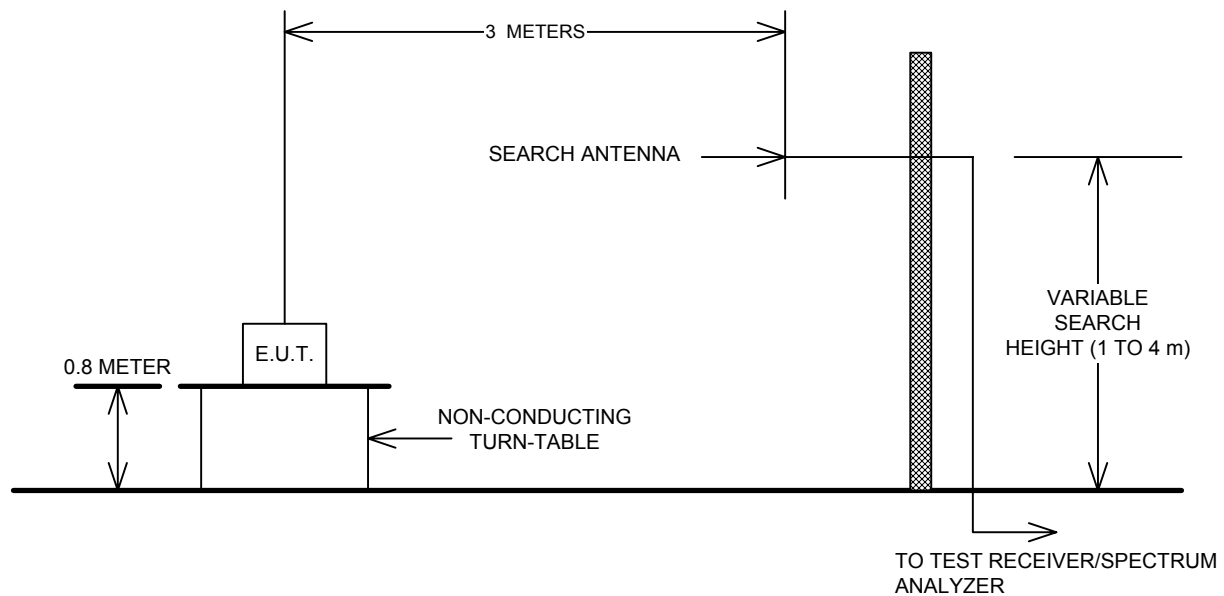 3 METERS
SEARCH ANTENNA
E.U.T.
0.8 METER
NON-CONDUCTING
TURN-TABLE
VARIABLE
SEARCH
HEIGHT (1 TO 4 m)
TO TEST RECEIVER/SPECTRUM
ANALYZER